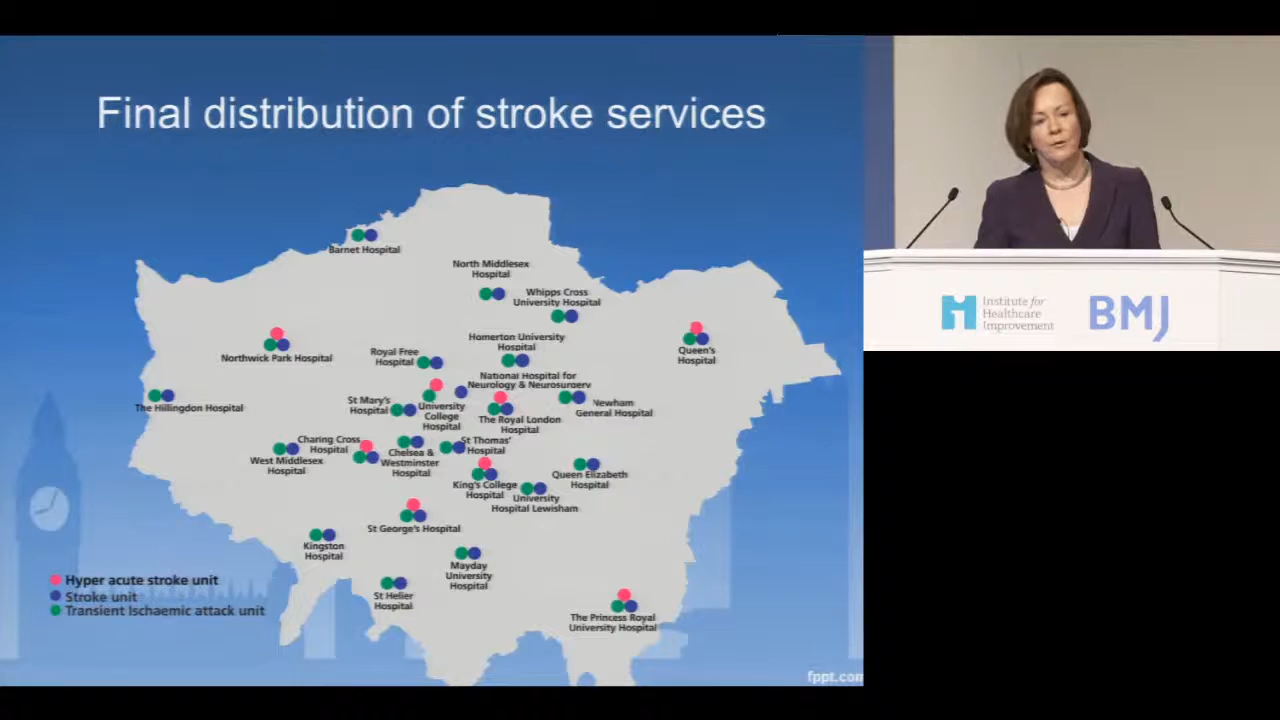 Final distribution of stroke services
Barnet Hospital
North Middlesex
Hospital
Whipps Cross
University Hospital
Northwick Park Hospital
Royal Free
Hospital
Homerton University
Hospital
Queen's
Hospital
National Hospital for
Neurology & Neurosurgery
The Hillingdon Hospital
St Mary's
Hospital
University
College
Hospital
The Royal London
Hospital
Newham
General Hospital
Charing Cross
Hospital
West Middlesex
Hospital
Chelsea &
Westminster
Hospital
St Thomas'
Hospital
King's College
Hospital
Queen Elizabeth
Hospital
University
Hospital Lewisham
St George's Hospital
Kingston
Hospital
Mayday
University
Hospital
St Helier
Hospital
The Princess Royal
University Hospital
Hyper acute stroke unit
Stroke unit
Transient Ischaemic attack unit
fppt.com
Institute for
Healthcare
Improvement
BMJ